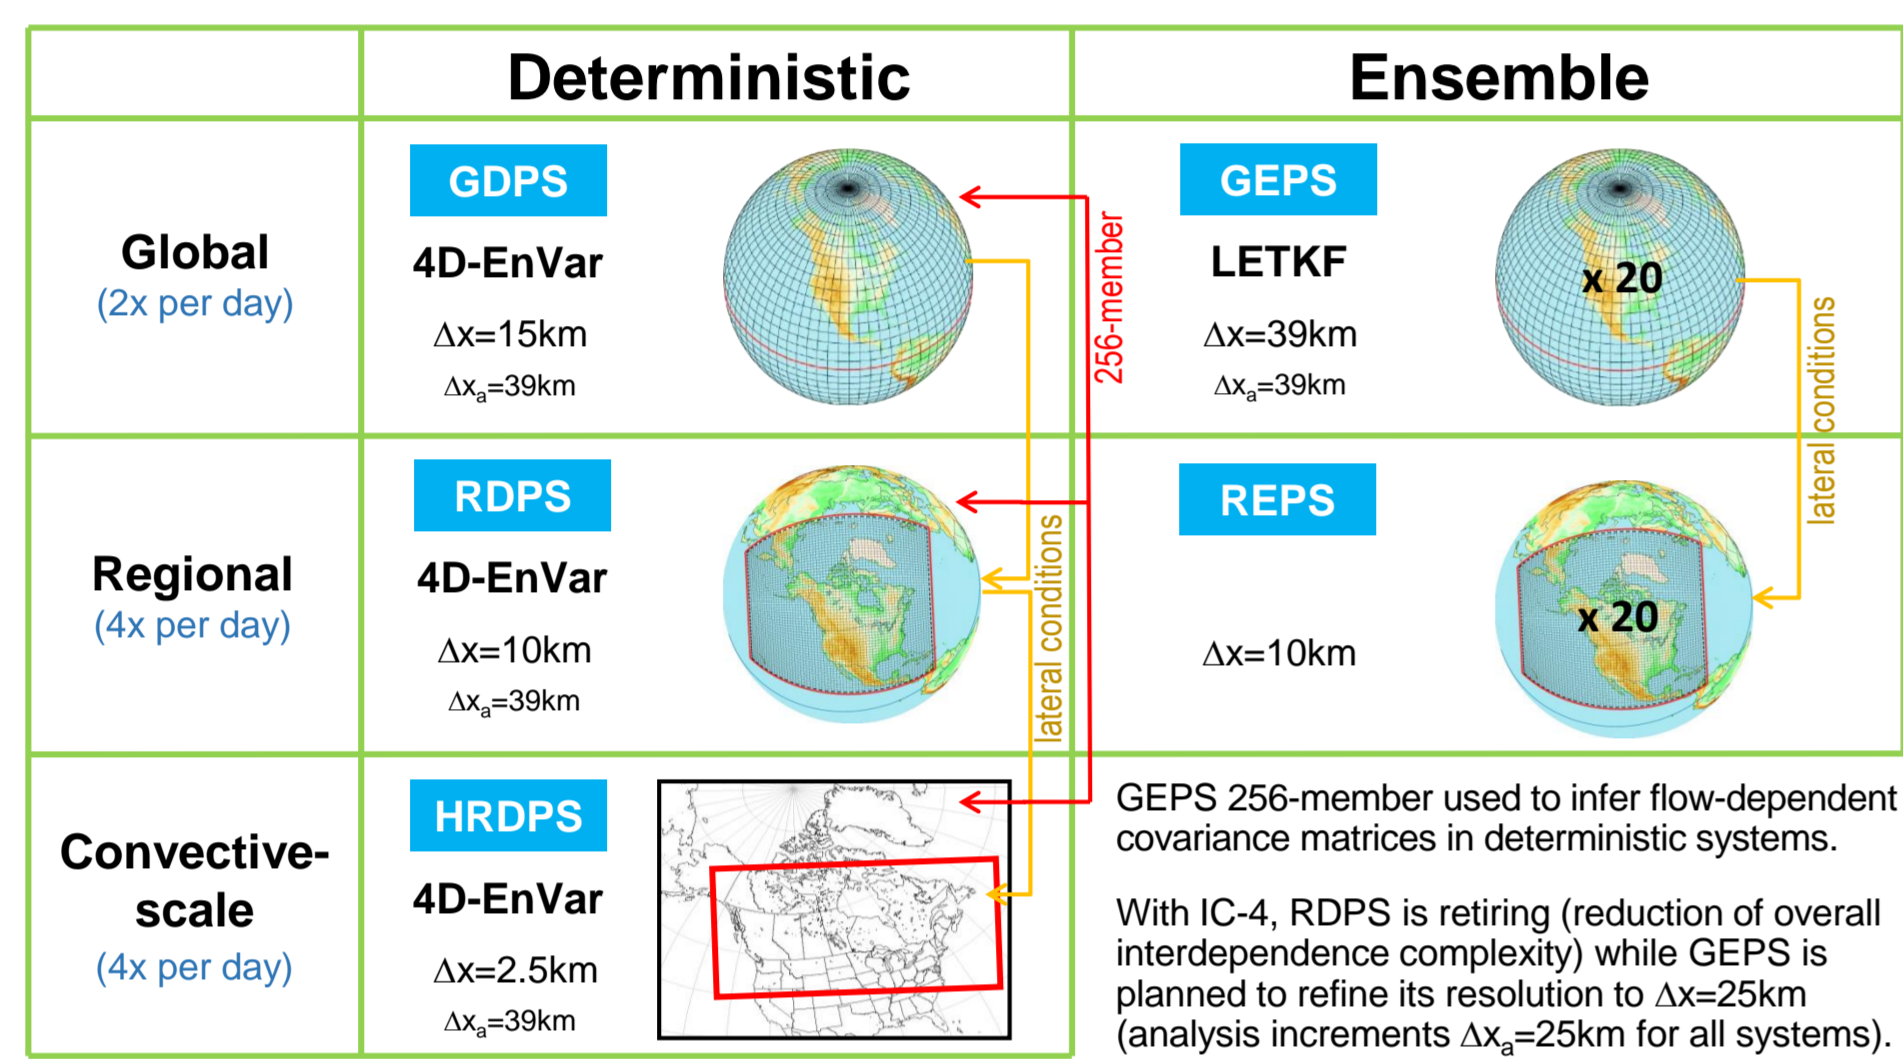 Deterministic
Ensemble
Global
(2x per day)
GDPS
4D-EnVar
Δx=15km
Δxa=39km
256-member
GEPS
LETKF
Δx=39km
Δxa=39km
x 20
lateral conditions
Regional
(4x per day)
RDPS
4D-EnVar
Δx=10km
Δxa=39km
lateral conditions
REPS
Δx=10km
x 20
Convective-
scale
(4x per day)
HRDPS
4D-EnVar
Δx=2.5km
Δxa=39km
GEPS 256-member used to infer flow-dependent
covariance matrices in deterministic systems.
With IC-4, RDPS is retiring (reduction of overall
interdependence complexity) while GEPS is
planned to refine its resolution to Δx=25km
(analysis increments Δxa=25km for all systems).